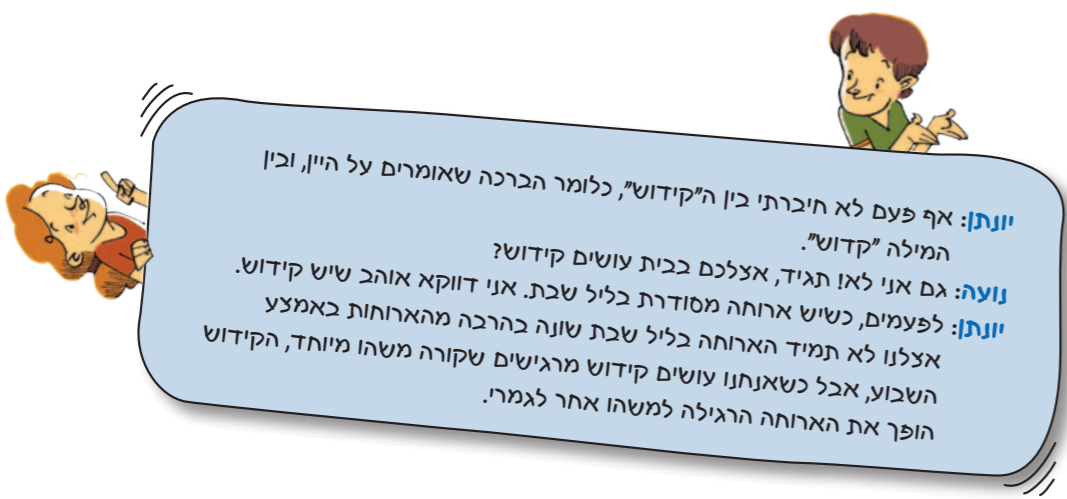 יונתן: אף פעם לא חיברתי בין ה"קידוש", כלומר הברכה שאומרים על היין, ובין
המילה "קדוש".
נועה: גם אני לא! תגיד, אצלכם בבית עושים קידוש?
יונתן: לפעמים, כשיש ארוחה מסודרת בליל שבת. אני דווקא אוהב שיש קידוש.
אצלנו לא תמיד הארוחה בליל שבת שונה בהרבה מהארוחות באמצע
השבוע, אבל כשאנחנו עושים קידוש מרגישים שקורה משהו מיוחד, הקידוש
הופך את הארוחה הרגילה למשהו אחר לגמרי.